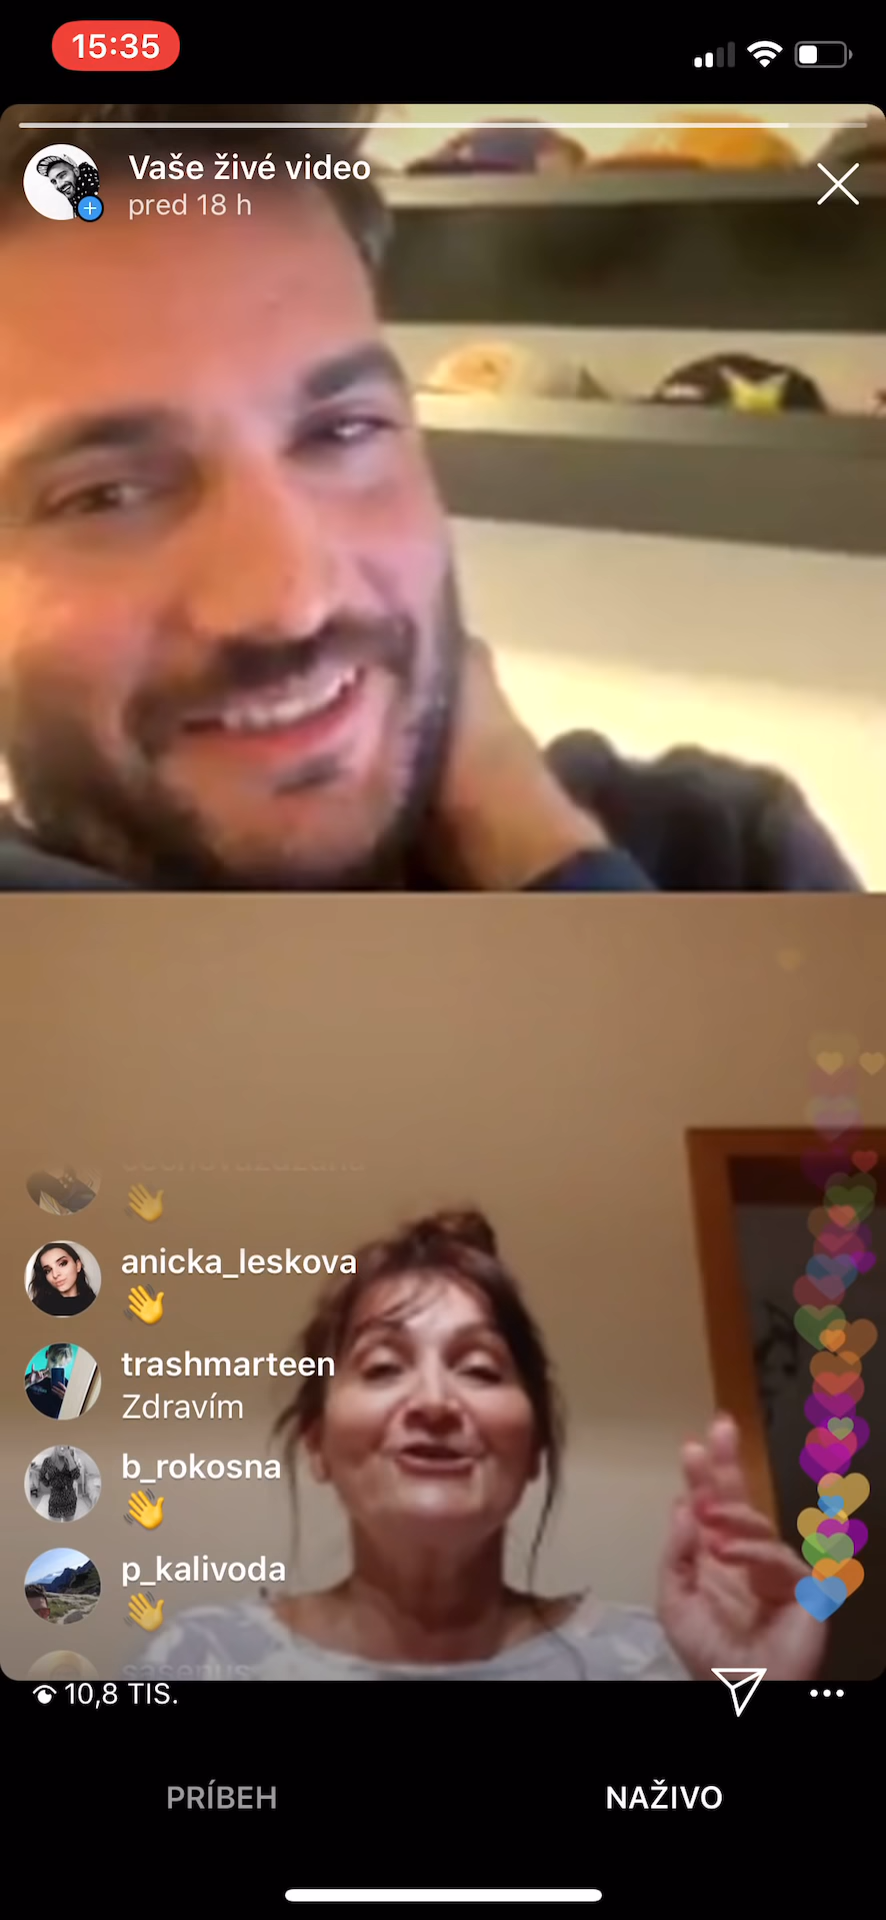 15:35
Vaše živé video
pred 18 h
anicka_leskova
👋
trashmarteen
Zdravím
b_rokosna
👋
p_kalivoda
👋
10,8 TIS.
PRÍBEH
NAŽIVO